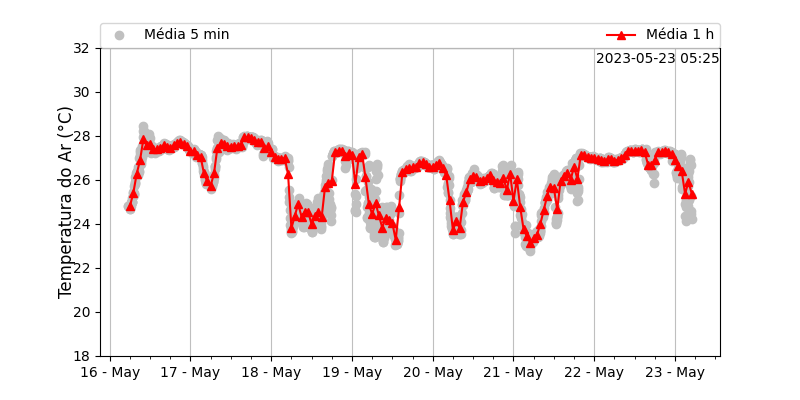 Média 5 min
Média 1 h
2023-05-23 05:25
Temperatura do Ar (°C)
32
30
28
26
24
22
20
18
16 - May
17 - May
18 - May
19 - May
20 - May
21 - May
22 - May
23 - May